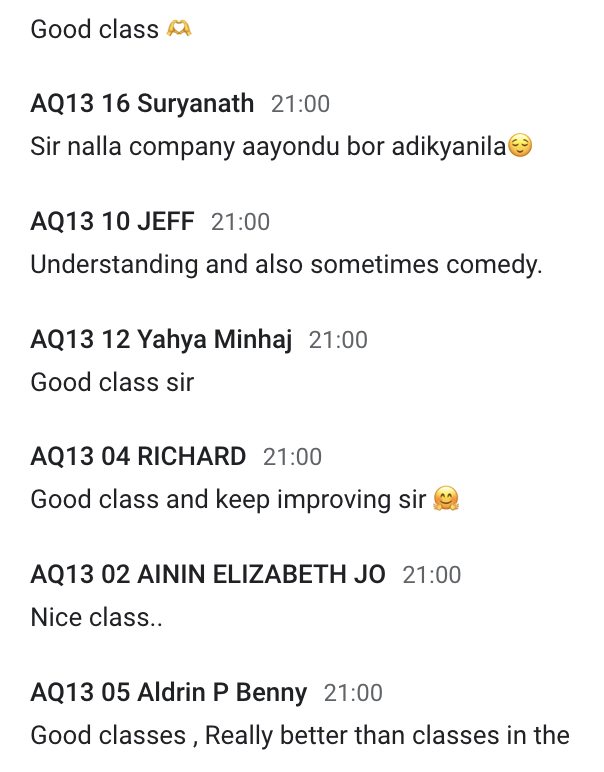 Good class 🫶
AQ13 16 Suryanath 21:00
Sir nalla company aayondu bor adikyanila😌
AQ13 10 JEFF 21:00
Understanding and also sometimes comedy.
AQ13 12 Yahya Minhaj 21:00
Good class sir
AQ13 04 RICHARD 21:00
Good class and keep improving sir 🤗
AQ13 02 AININ ELIZABETH JO 21:00
Nice class..
AQ13 05 Aldrin P Benny 21:00
Good classes , Really better than classes in the